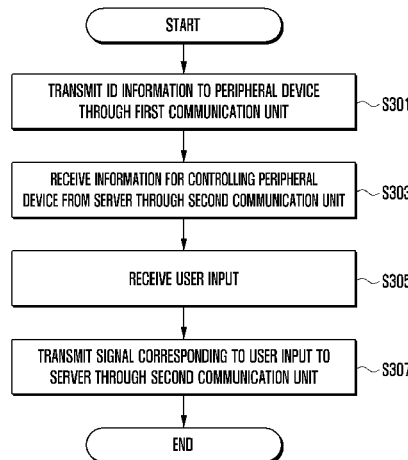 START
TRANSMIT ID INFORMATION TO PERIPHERAL DEVICE
THROUGH FIRST COMMUNICATION UNIT
S301
RECEIVE INFORMATION FOR CONTROLLING PERIPHERAL
DEVICE FROM SERVER THROUGH SECOND COMMUNICATION UNIT
S303
RECEIVE USER INPUT
S305
TRANSMIT SIGNAL CORRESPONDING TO USER INPUT TO
SERVER THROUGH SECOND COMMUNICATION UNIT
S307
END